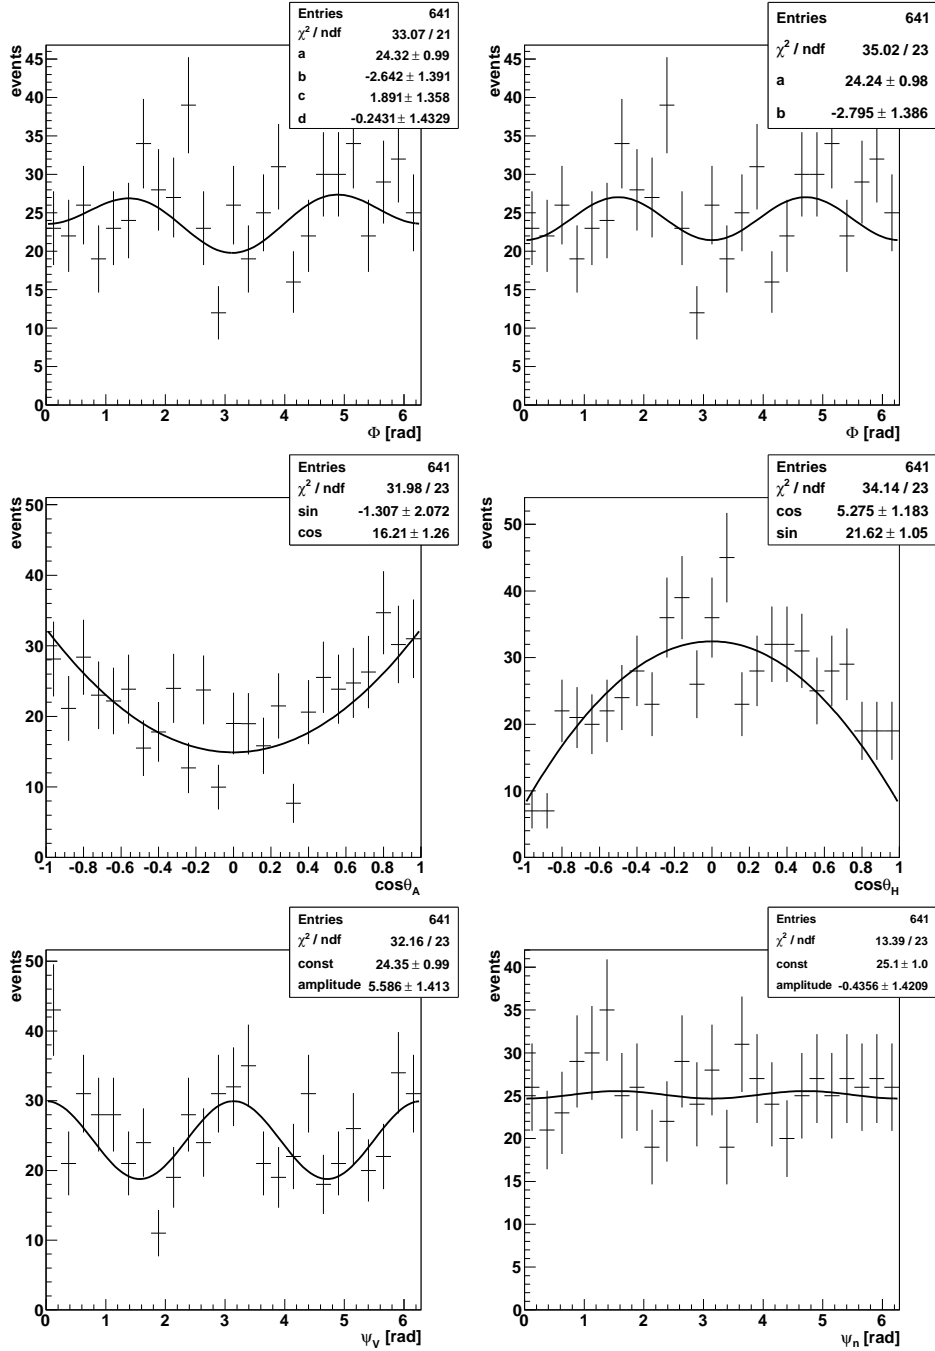 Entries 641
χ² / ndf 33.07 / 21
a 24.32 ± 0.99
b -2.642 ± 1.391
c 1.891 ± 1.358
d -0.2431 ± 1.4329
events
45
40
35
30
25
20
15
10
5
0
0 1 2 3 4 5 6
Φ [rad]
Entries 641
χ² / ndf 35.02 / 23
a 24.24 ± 0.98
b -2.795 ± 1.386
events
45
40
35
30
25
20
15
10
5
0
0 1 2 3 4 5 6
Φ [rad]
Entries 641
χ² / ndf 31.98 / 23
sin -1.307 ± 2.072
cos 16.21 ± 1.26
events
50
40
30
20
10
0
-1 -0.8 -0.6 -0.4 -0.2 0 0.2 0.4 0.6 0.8 1
cosθ_A
Entries 641
χ² / ndf 34.14 / 23
cos 5.275 ± 1.183
sin 21.62 ± 1.05
events
50
40
30
20
10
0
-1 -0.8 -0.6 -0.4 -0.2 0 0.2 0.4 0.6 0.8 1
cosθ_H
Entries 641
χ² / ndf 32.16 / 23
const 24.35 ± 0.99
amplitude 5.586 ± 1.413
events
50
40
30
20
10
0
0 1 2 3 4 5 6
ψ_V [rad]
Entries 641
χ² / ndf 13.39 / 23
const 25.1 ± 1.0
amplitude -0.4356 ± 1.4209
events
40
35
30
25
20
15
10
5
0
0 1 2 3 4 5 6
ψ_n [rad]